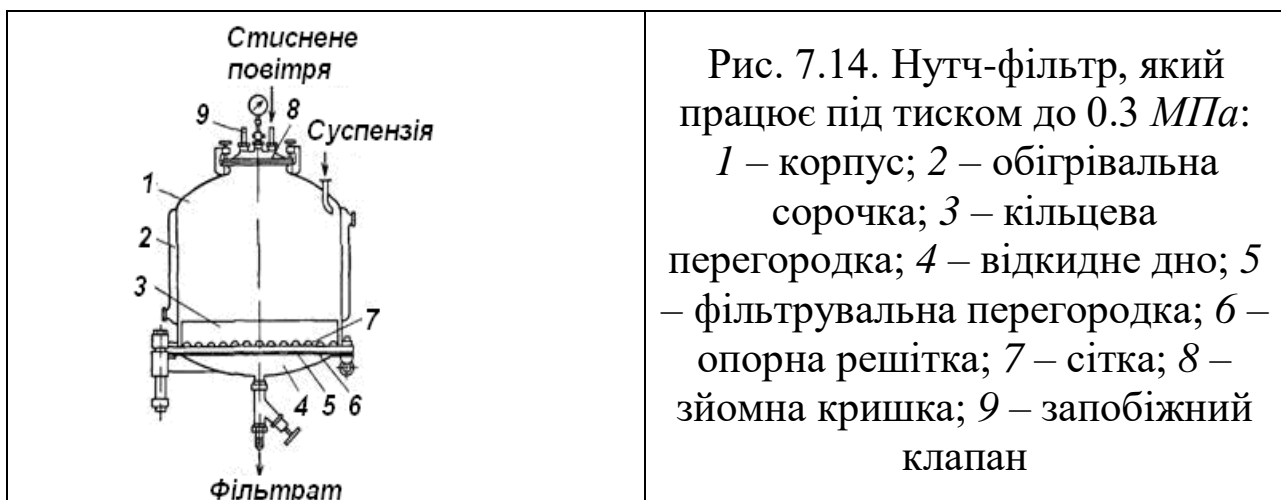 Стиснене
повітря
9
8
Суспензія
1
2
3
7
4 5 6
Фільтрат
Рис. 7.14. Нутч-фільтр, який
працює під тиском до 0.3 МПа:
1 – корпус; 2 – обігрівальна
сорочка; 3 – кільцева
перегородка; 4 – відкидне дно; 5
– фільтрувальна перегородка; 6 –
опорна решітка; 7 – сітка; 8 –
зйомна кришка; 9 – запобіжний
клапан